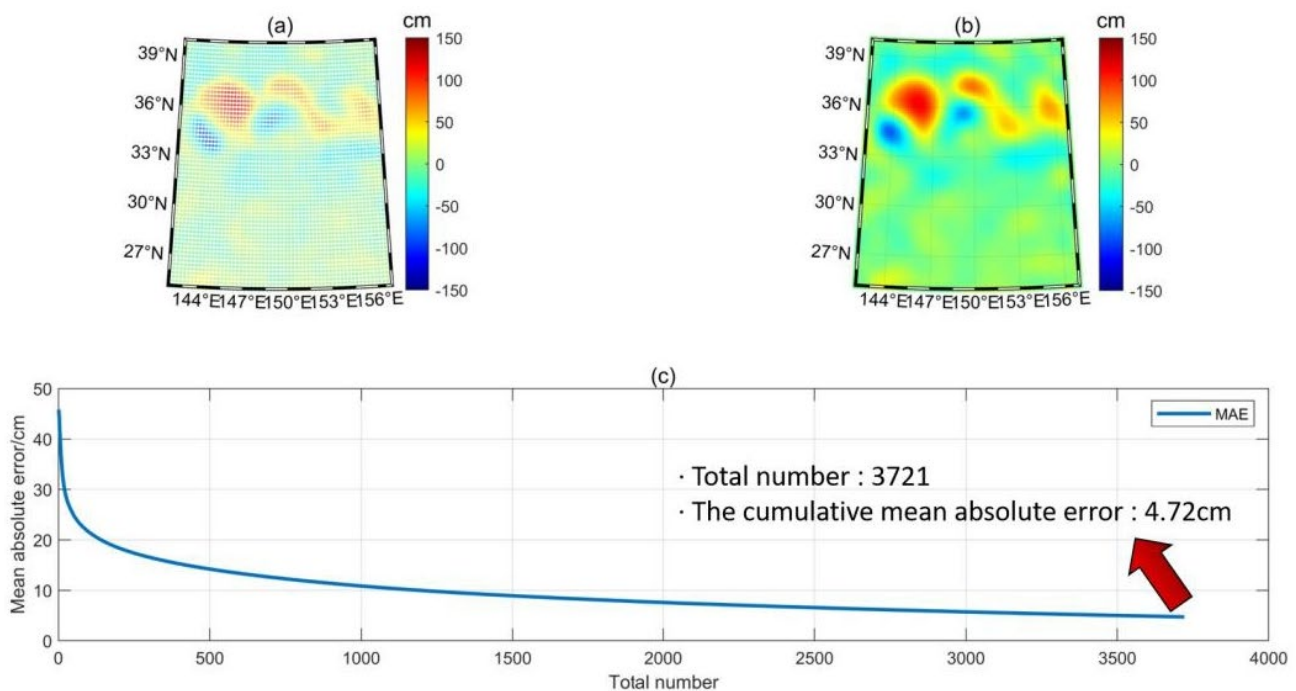 (a)
cm
39°N
36°N
33°N
30°N
27°N
144°E147°E150°E153°E156°E
150
100
50
0
-50
-100
-150
(b)
cm
39°N
36°N
33°N
30°N
27°N
144°E147°E150°E153°E156°E
150
100
50
0
-50
-100
-150
(c)
Mean absolute error/cm
50
40
30
20
10
0
MAE
· Total number : 3721
· The cumulative mean absolute error : 4.72cm
0 500 1000 1500 2000 2500 3000 3500 4000
Total number